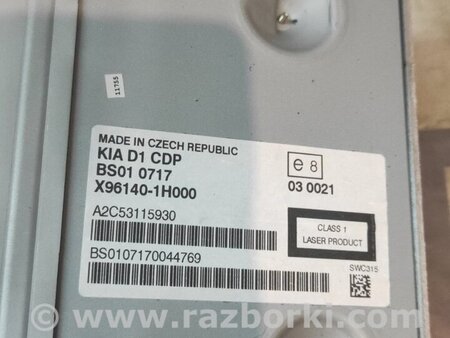 11755
MADE IN CZECH REPUBLIC
KIA D1 CDP
BS01 0717
X96140-1H000
e 8
03 0021
A2C53115930
CLASS 1
LASER PRODUCT
BS0107170044769
SWC315
www.razborki.com